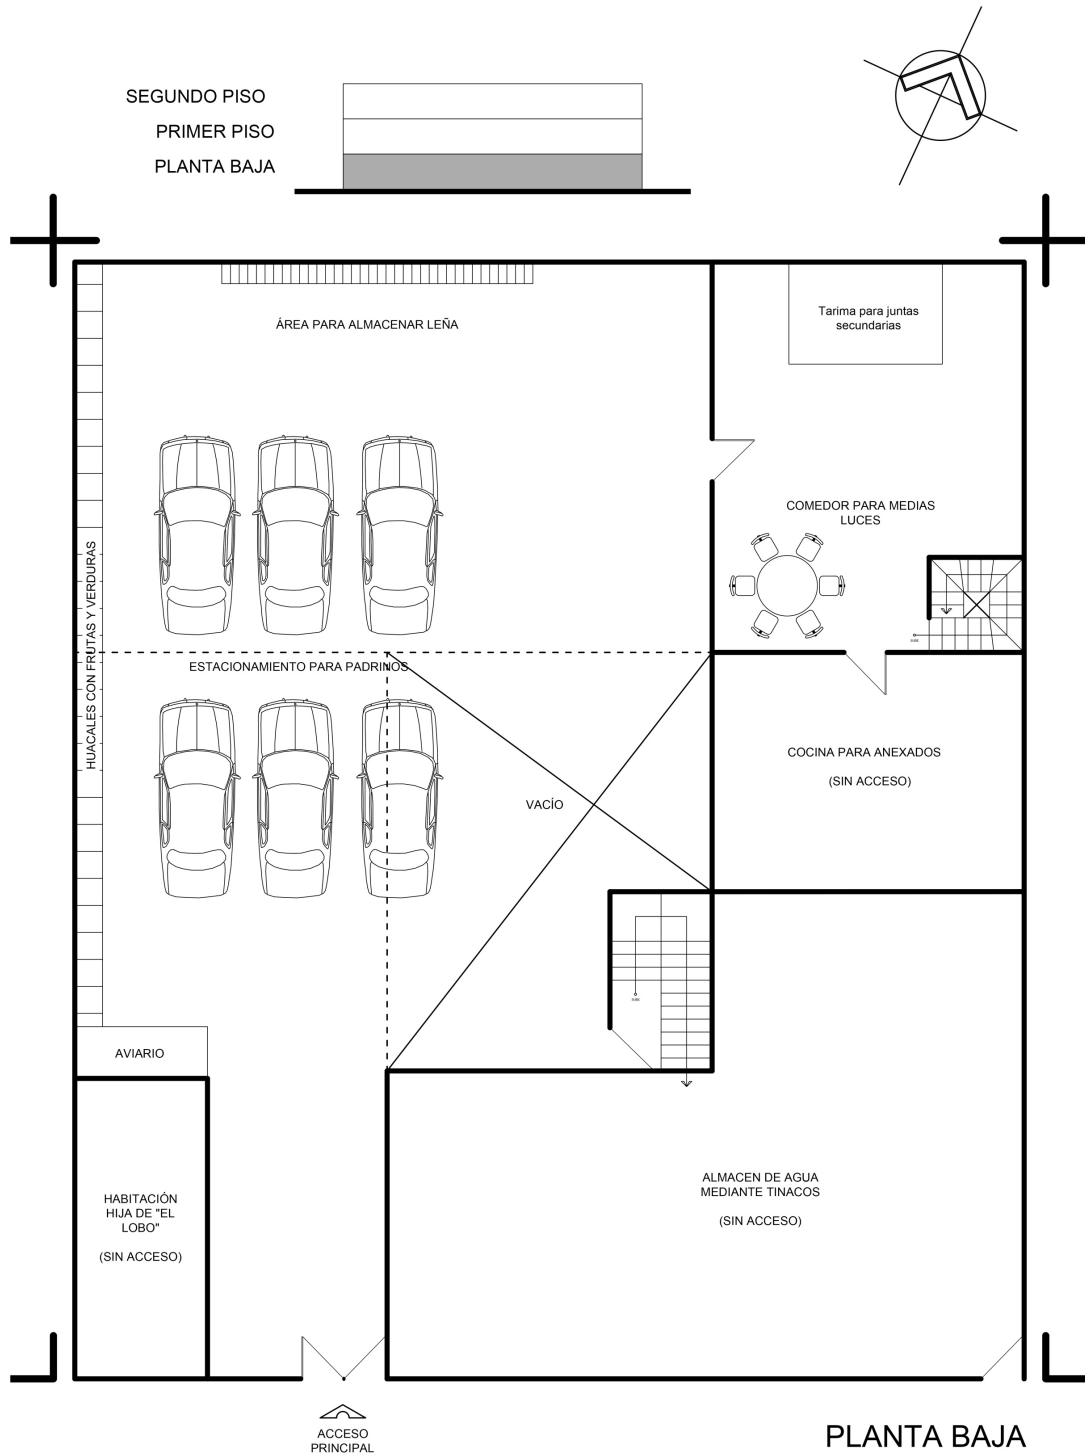 SEGUNDO PISO
PRIMER PISO
PLANTA BAJA
ÁREA PARA ALMACENAR LEÑA
Tarima para juntas
secundarias
COMEDOR PARA MEDIAS
LUCES
HUACALES CON FRUTAS Y VERDURAS
ESTACIONAMIENTO PARA PADRINOS
COCINA PARA ANEXADOS
(SIN ACCESO)
VACÍO
AVIARIO
HABITACIÓN
HIJA DE "EL
LOBO"
(SIN ACCESO)
ALMACEN DE AGUA
MEDIANTE TINACOS
(SIN ACCESO)
ACCESO
PRINCIPAL
PLANTA BAJA